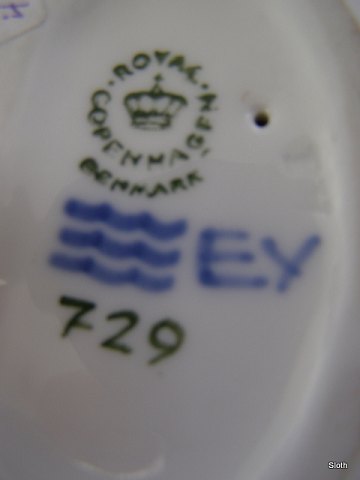 ROYAL
COPENHAGEN
DENMARK
EY
729
Sloth